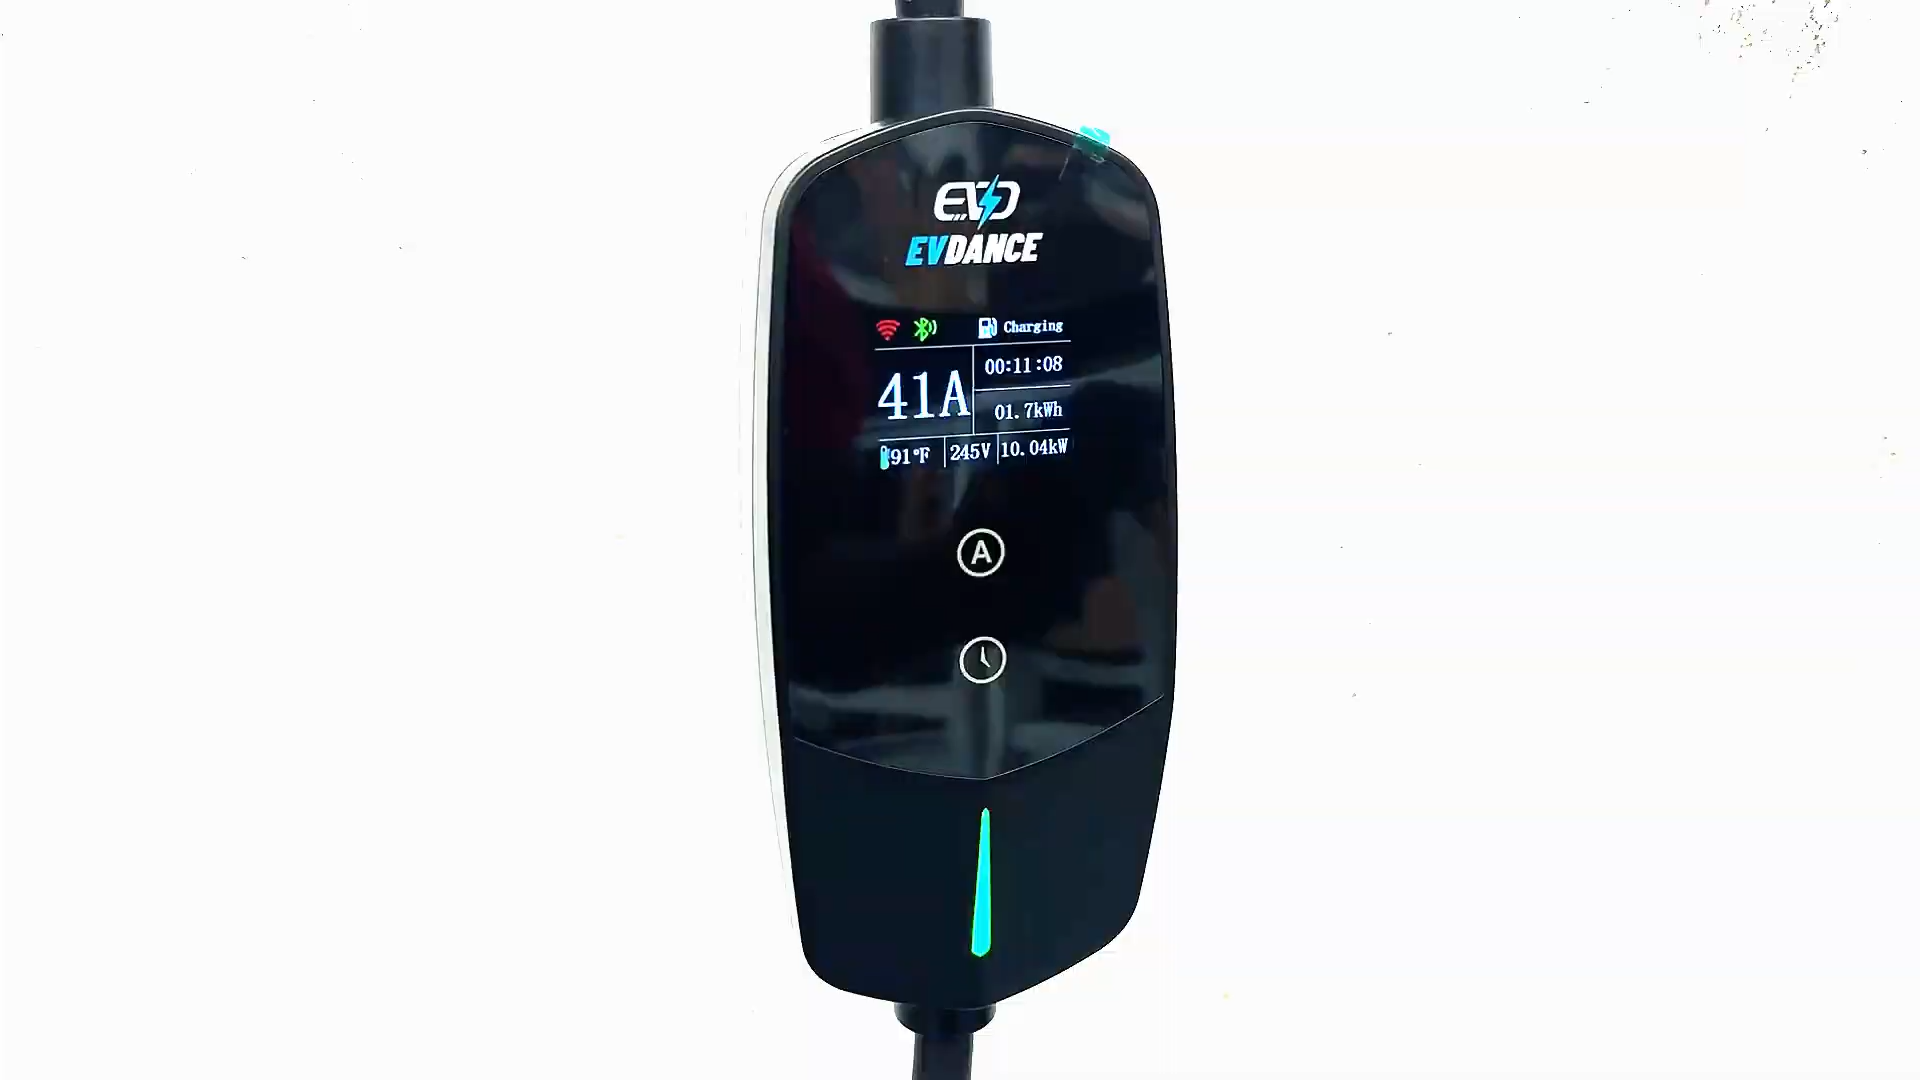 EVD
EVDANCE
Charging
41A
00:11:08
01.7kWh
91°F
245V
10.04kW
A